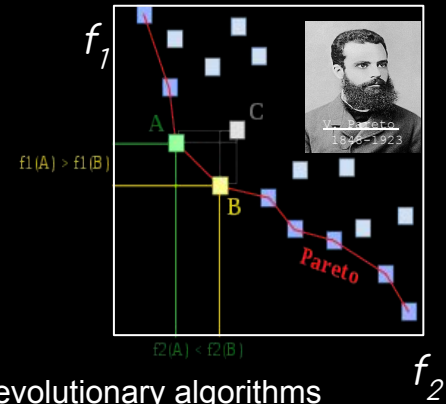 f1
V. Pareto
1848-1923
C
A
f1(A) > f1(B)
B
Pareto
f2(A) < f2(B)
f2
evolutionary algorithms